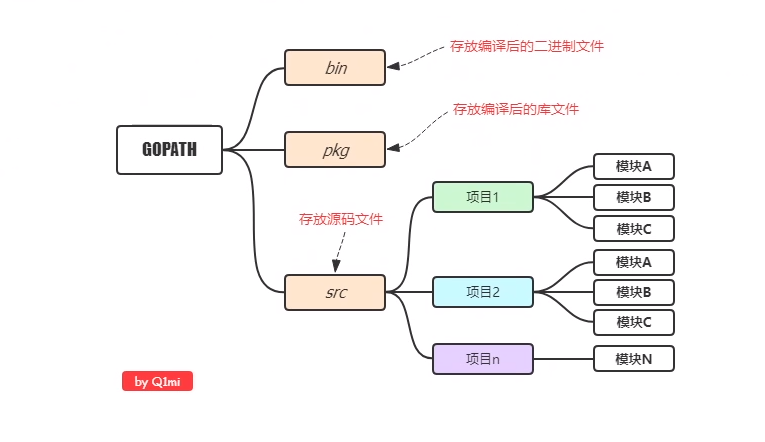 存放编译后的二进制文件
bin
存放编译后的库文件
GOPATH
pkg
模块A
项目1
模块B
存放源码文件
模块C
模块A
src
项目2
模块B
模块C
项目n
模块N
by Q1mi